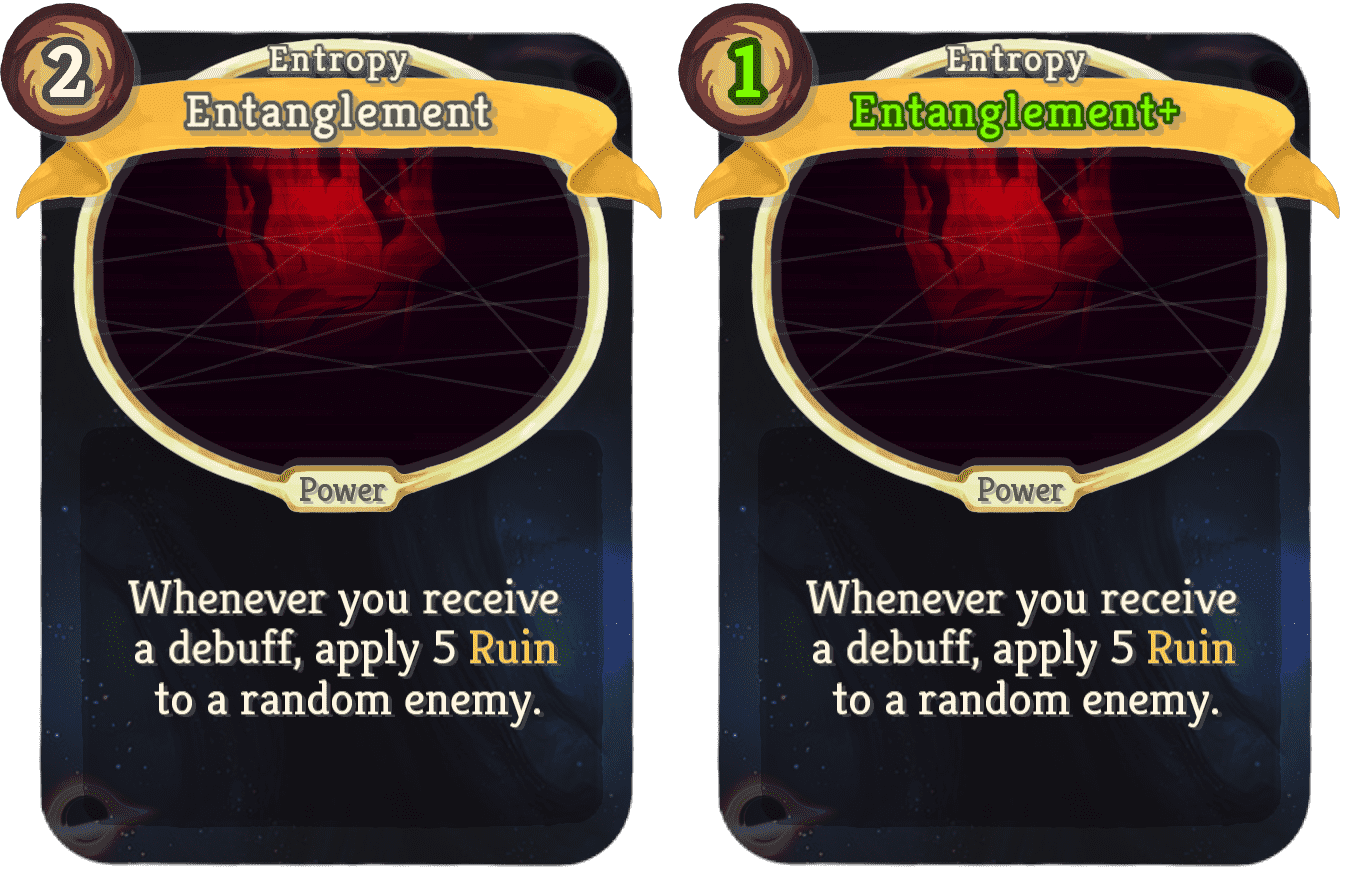 2
Entropy
Entanglement
Power
Whenever you receive
a debuff, apply 5 Ruin
to a random enemy.
1
Entropy
Entanglement+
Power
Whenever you receive
a debuff, apply 5 Ruin
to a random enemy.